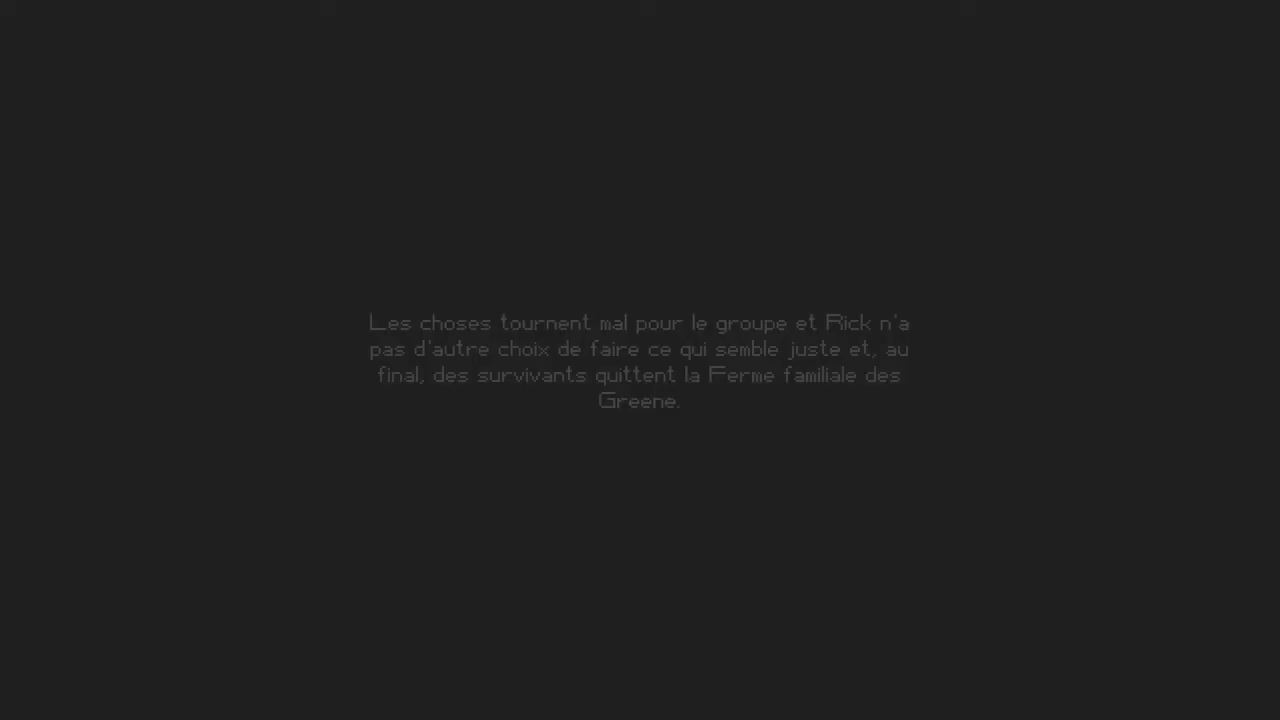 Les choses tournent mal pour le groupe et Rick n'a
pas d'autre choix de faire ce qui semble juste et, au
final, des survivants quittent la Ferme familiale des
Greene.